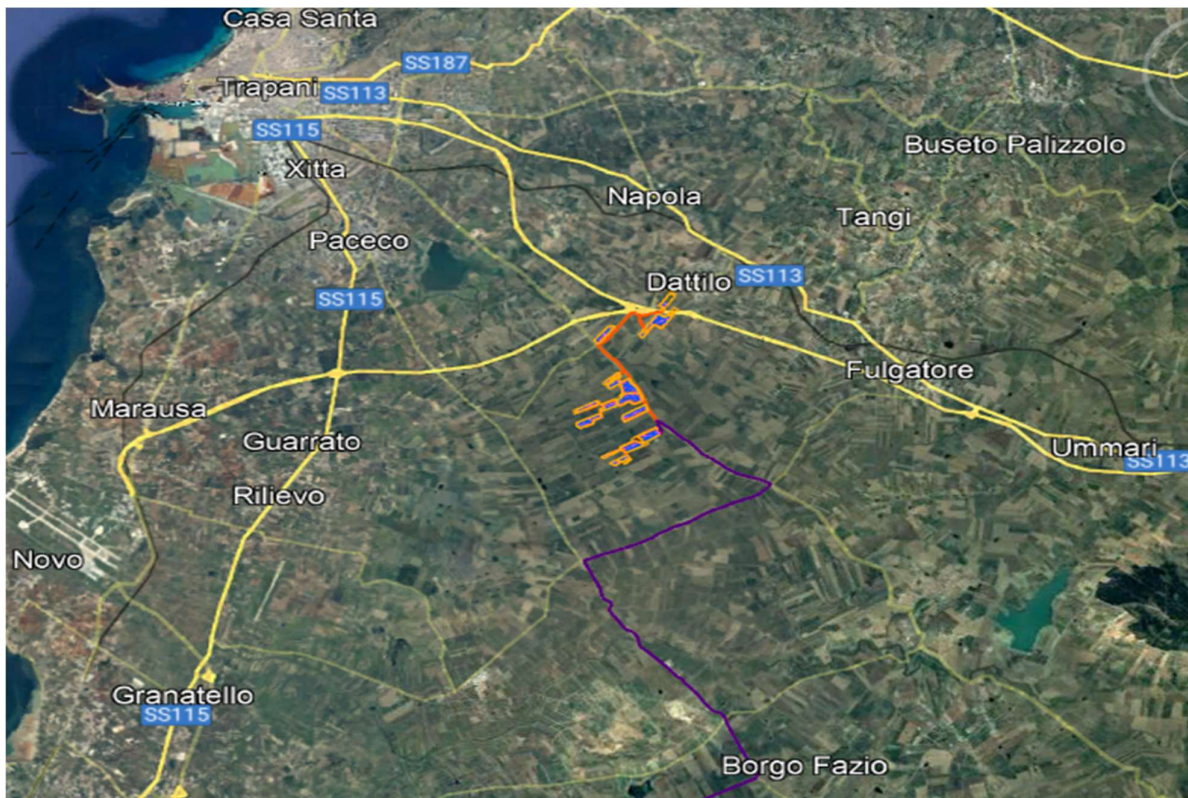 Casa Santa
SS187
Trapani
SS113
SS115
Buseto Palizzolo
Xitta
Napola
Tangi
Paceco
Dattilo
SS113
SS115
Fulgatore
Marausa
Guarrato
Ummari
SS113
Rilievo
Novo
Granatello
SS115
Borgo Fazio